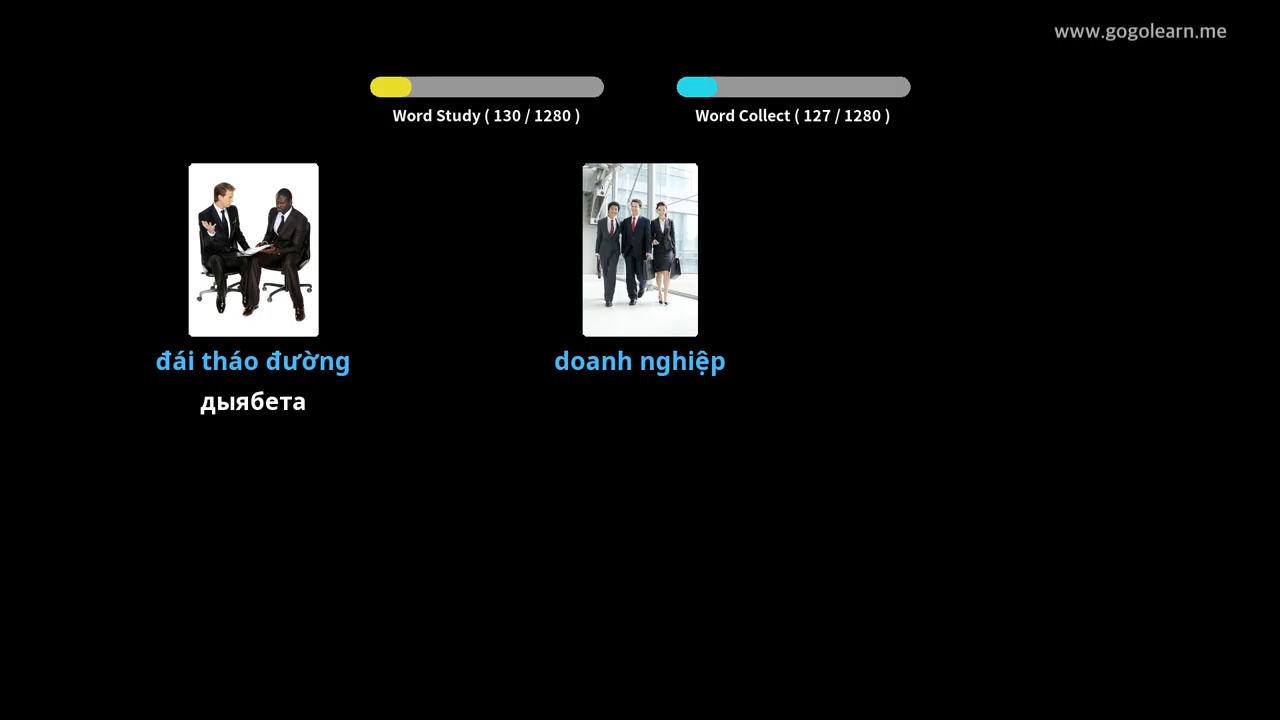 www.gogolearn.me
Word Study ( 130 / 1280 )
Word Collect ( 127 / 1280 )
đái tháo đường
doanh nghiệp
дыябета